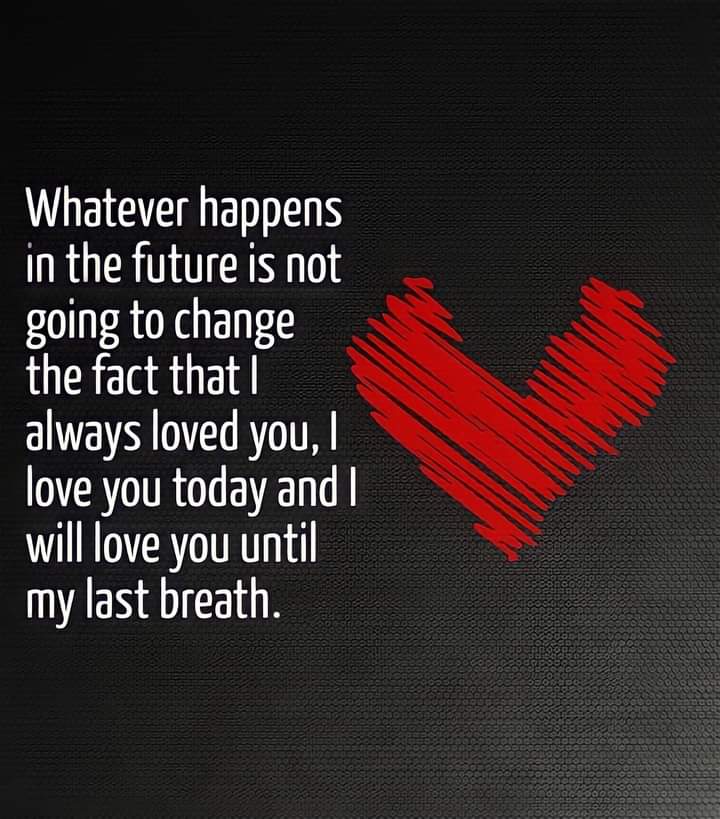 Whatever happens
in the future is not
going to change
the fact that I
always loved you, I
love you today and I
will love you until
my last breath.